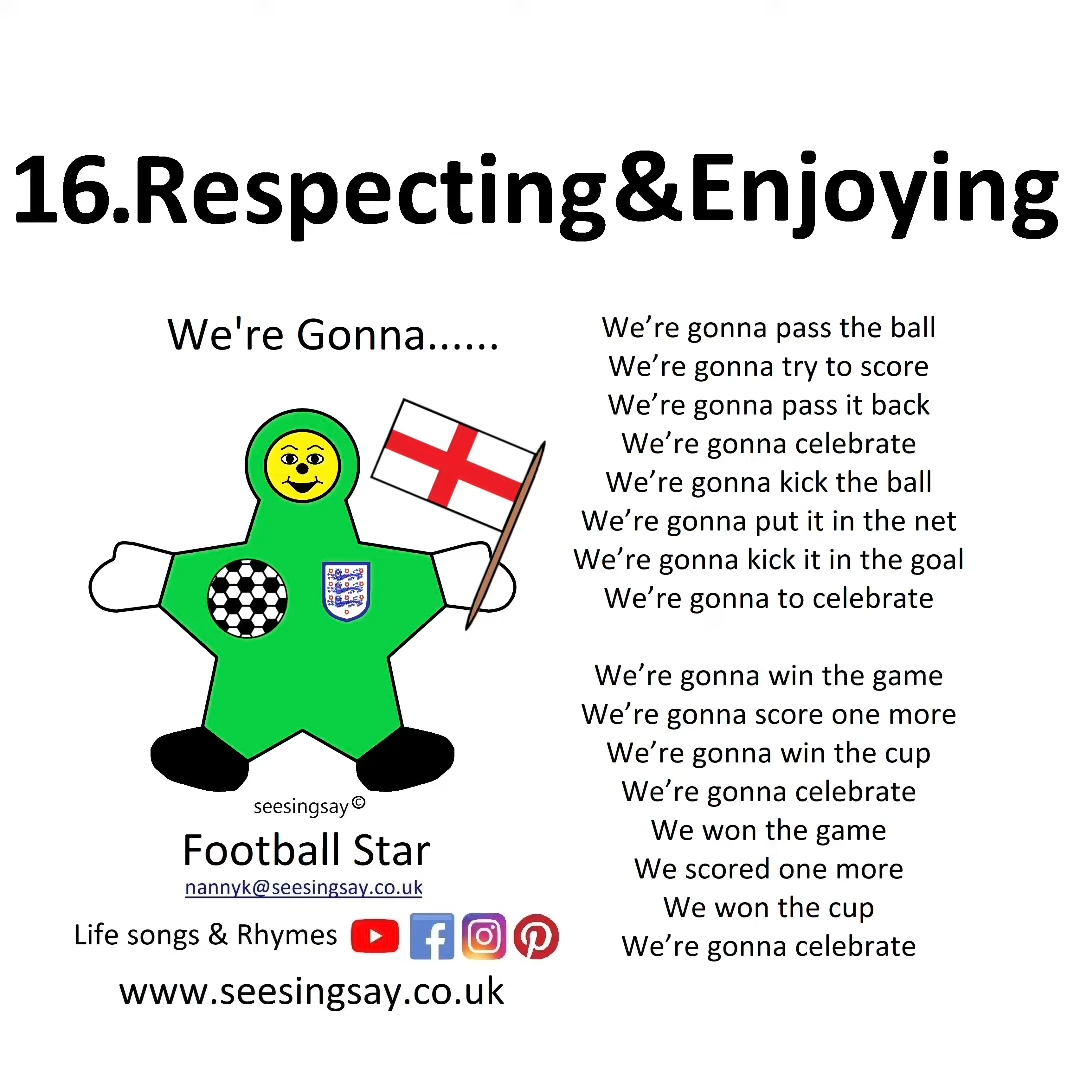 16.Respecting&Enjoying
We're Gonna......
seesingsay©
Football Star
nannyk@seesingsay.co.uk
Life songs & Rhymes
www.seesingsay.co.uk
We’re gonna pass the ball
We’re gonna try to score
We’re gonna pass it back
We’re gonna celebrate
We’re gonna kick the ball
We’re gonna put it in the net
We’re gonna kick it in the goal
We’re gonna to celebrate
We’re gonna win the game
We’re gonna score one more
We’re gonna win the cup
We’re gonna celebrate
We won the game
We scored one more
We won the cup
We’re gonna celebrate